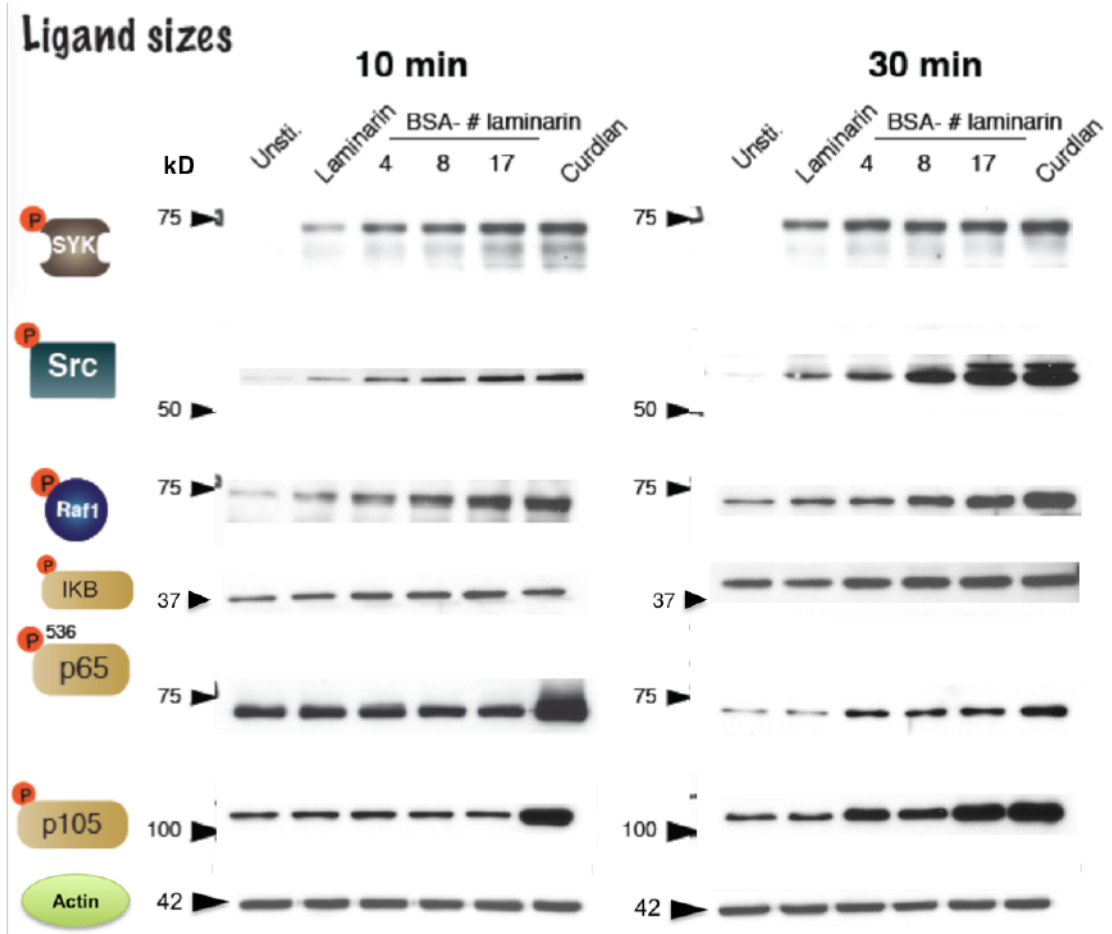 Ligand sizes
10 min
30 min
Unsti.
Laminarin
BSA- # laminarin
4 8 17
Curdlan
Unsti.
Laminarin
BSA- # laminarin
4 8 17
Curdlan
kD
P
SYK
75
75
P
Src
50
50
P
Raf1
75
75
P
IKB
37
37
P 536
p65
75
75
P
p105
100
100
Actin
42
42